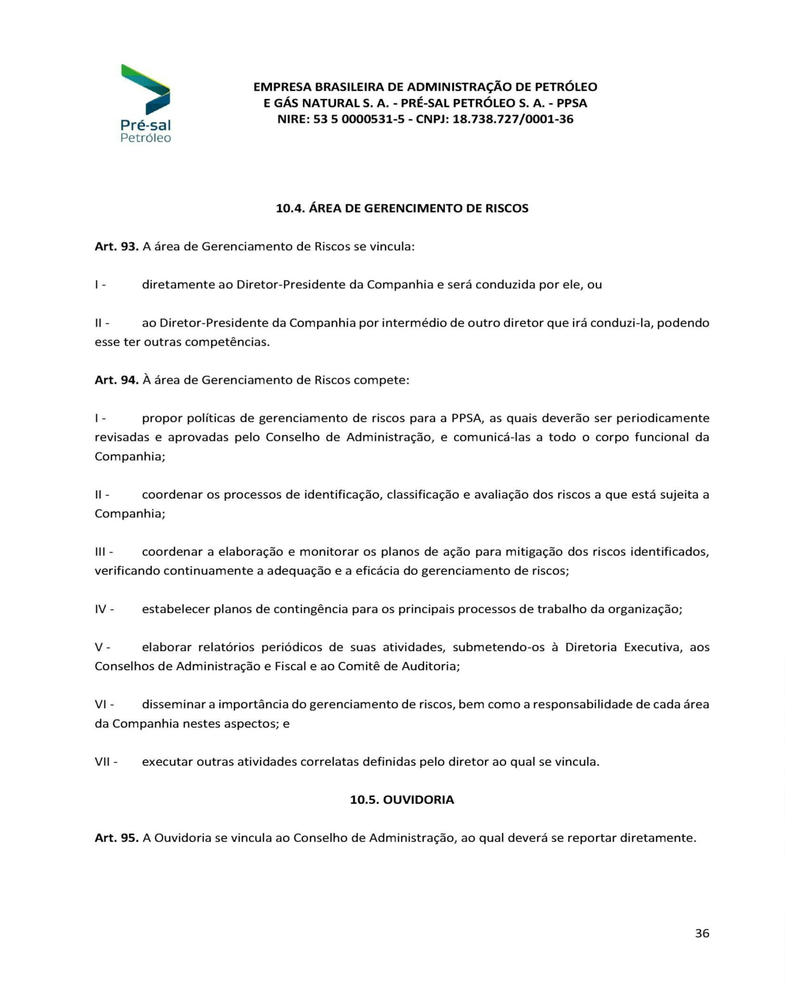 Pré-sal
Petróleo
EMPRESA BRASILEIRA DE ADMINISTRAÇÃO DE PETRÓLEO
E GÁS NATURAL S. A. - PRÉ-SAL PETRÓLEO S. A. - PPSA
NIRE: 53 5 0000531-5 - CNPJ: 18.738.727/0001-36
10.4. ÁREA DE GERENCIMENTO DE RISCOS
Art. 93. A área de Gerenciamento de Riscos se vincula:
I - diretamente ao Diretor-Presidente da Companhia e será conduzida por ele, ou
II - ao Diretor-Presidente da Companhia por intermédio de outro diretor que irá conduzi-la, podendo
esse ter outras competências.
Art. 94. À área de Gerenciamento de Riscos compete:
I - propor políticas de gerenciamento de riscos para a PPSA, as quais deverão ser periodicamente
revisadas e aprovadas pelo Conselho de Administração, e comunicá-las a todo o corpo funcional da
Companhia;
II - coordenar os processos de identificação, classificação e avaliação dos riscos a que está sujeita a
Companhia;
III - coordenar a elaboração e monitorar os planos de ação para mitigação dos riscos identificados,
verificando continuamente a adequação e a eficácia do gerenciamento de riscos;
IV - estabelecer planos de contingência para os principais processos de trabalho da organização;
V - elaborar relatórios periódicos de suas atividades, submetendo-os à Diretoria Executiva, aos
Conselhos de Administração e Fiscal e ao Comitê de Auditoria;
VI - disseminar a importância do gerenciamento de riscos, bem como a responsabilidade de cada área
da Companhia nestes aspectos; e
VII - executar outras atividades correlatas definidas pelo diretor ao qual se vincula.
10.5. OUVIDORIA
Art. 95. A Ouvidoria se vincula ao Conselho de Administração, ao qual deverá se reportar diretamente.
36